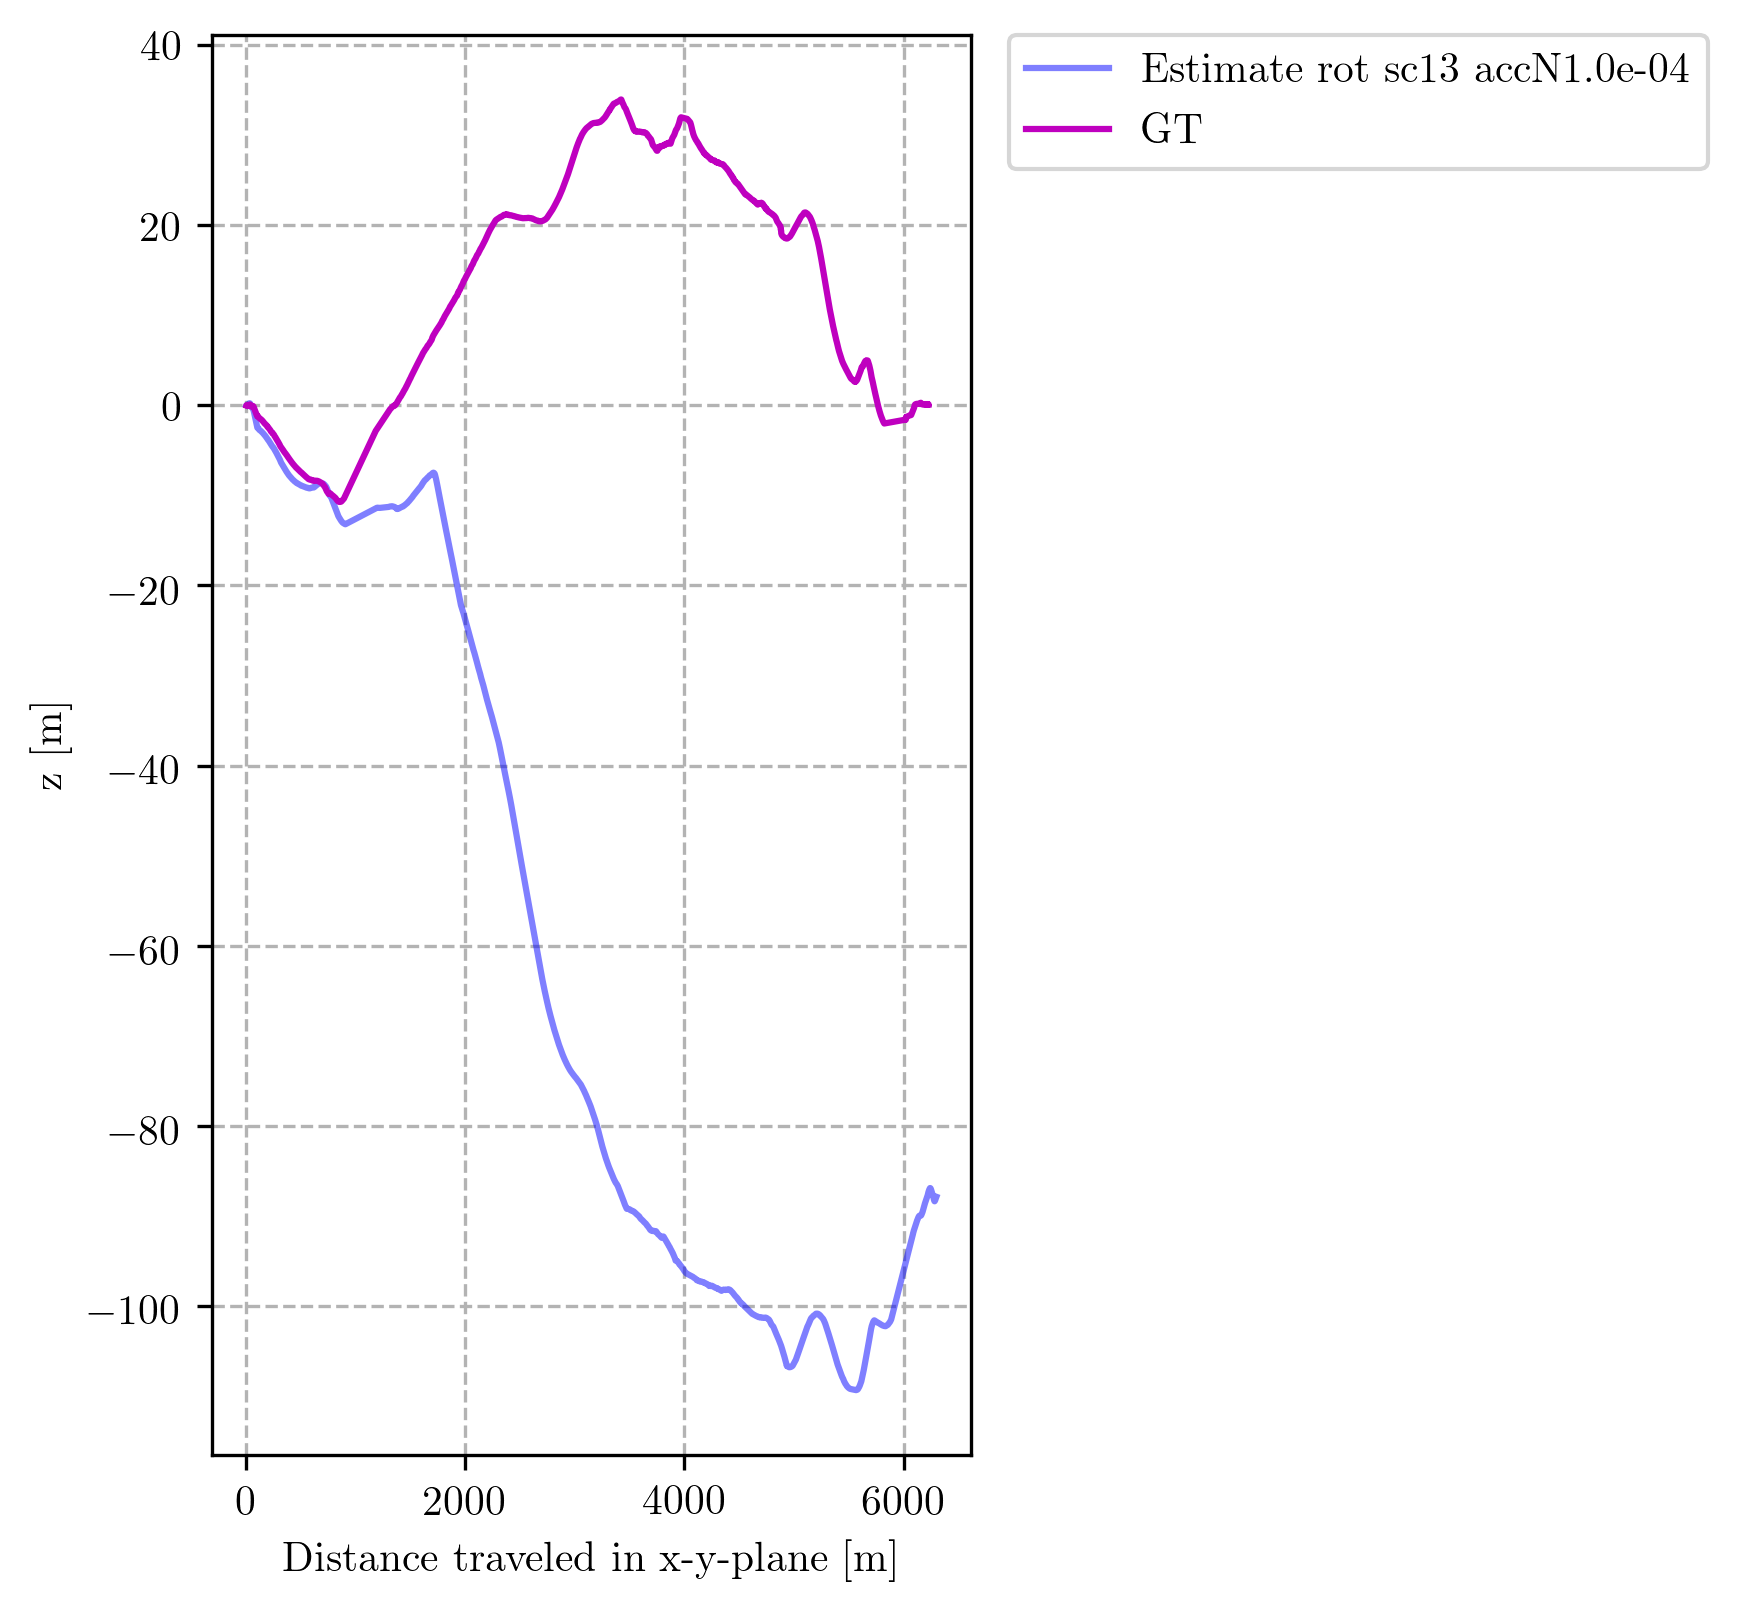 Estimate rot sc13 accN1.0e-04
GT
40
20
0
−20
−40
−60
−80
−100
z [m]
0 2000 4000 6000
Distance traveled in x-y-plane [m]